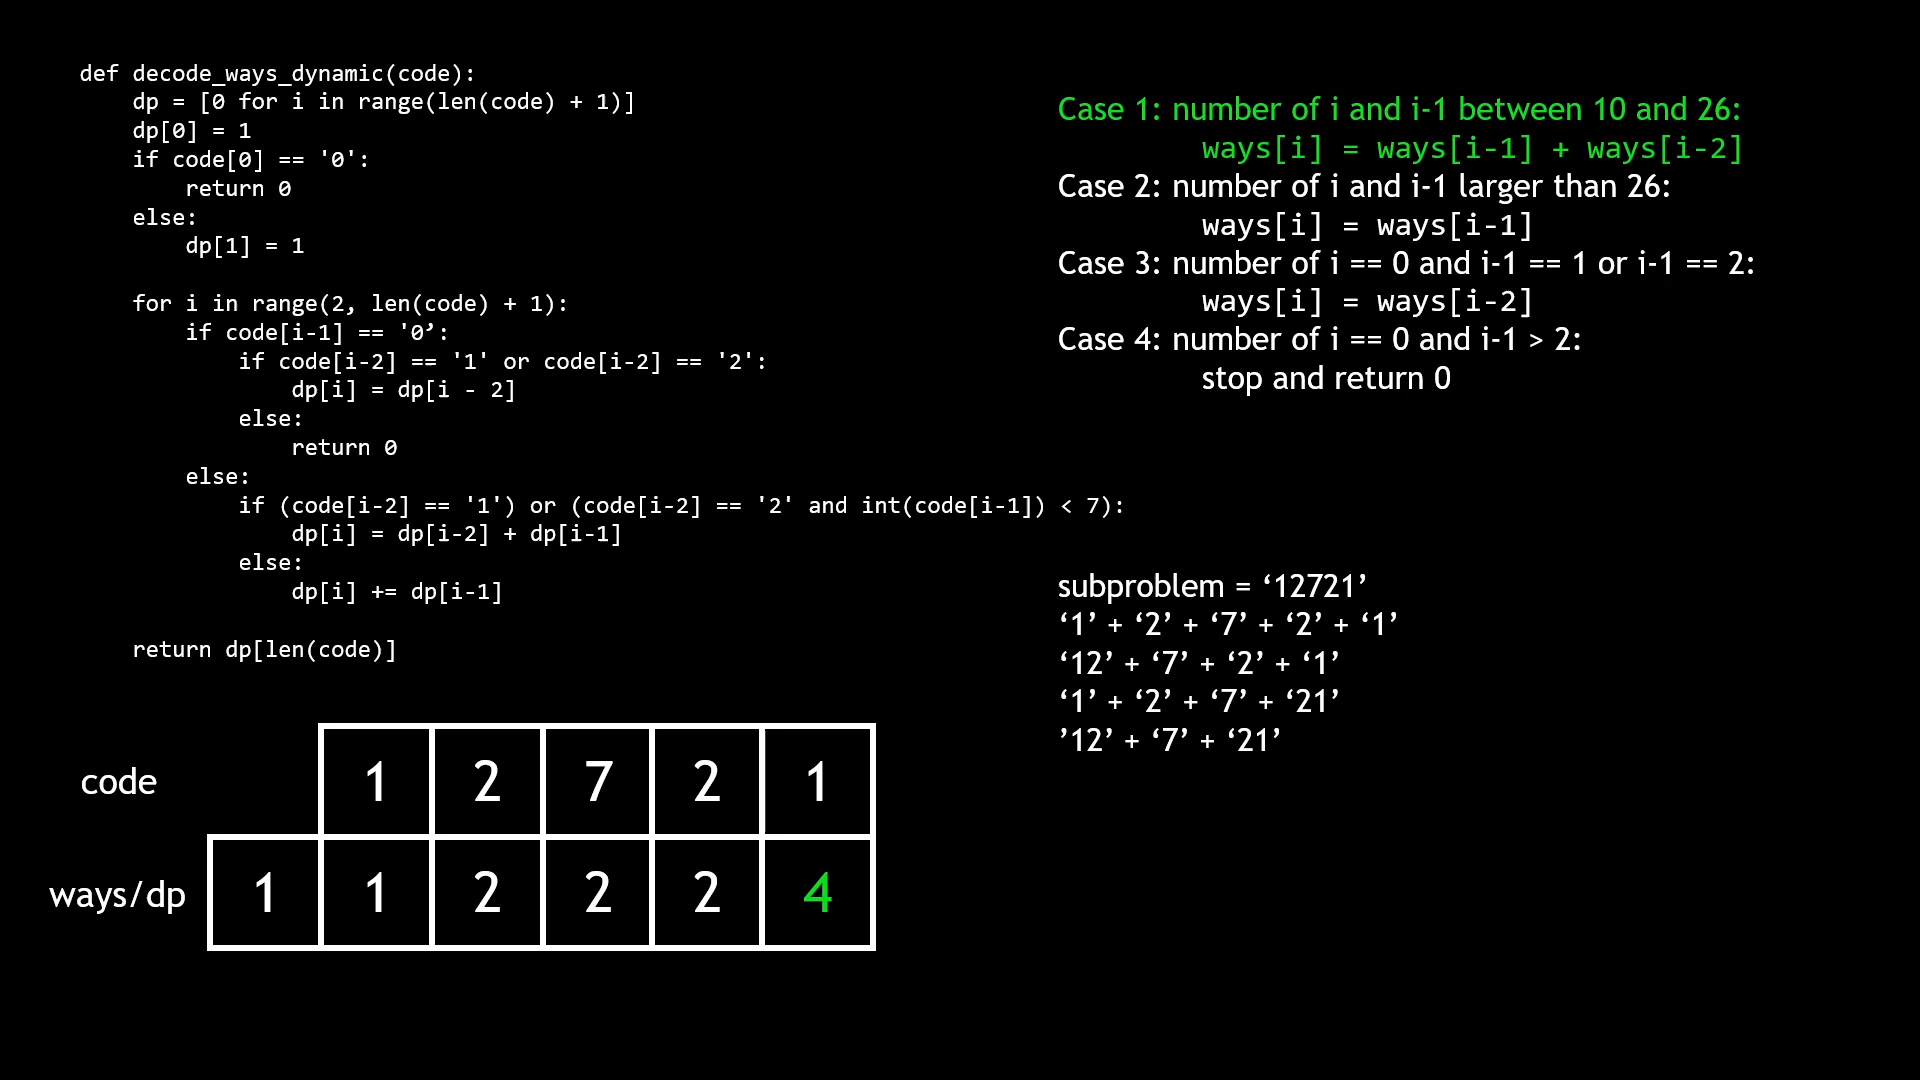 def decode_ways_dynamic(code):
    dp = [0 for i in range(len(code) + 1)]
    dp[0] = 1
    if code[0] == '0':
        return 0
    else:
        dp[1] = 1

    for i in range(2, len(code) + 1):
        if code[i-1] == '0’:
            if code[i-2] == '1' or code[i-2] == '2':
                dp[i] = dp[i - 2]
            else:
                return 0
        else:
            if (code[i-2] == '1') or (code[i-2] == '2' and int(code[i-1]) < 7):
                dp[i] = dp[i-2] + dp[i-1]
            else:
                dp[i] += dp[i-1]

    return dp[len(code)]
Case 1: number of i and i-1 between 10 and 26:
ways[i] = ways[i-1] + ways[i-2]
Case 2: number of i and i-1 larger than 26:
ways[i] = ways[i-1]
Case 3: number of i == 0 and i-1 == 1 or i-1 == 2:
ways[i] = ways[i-2]
Case 4: number of i == 0 and i-1 > 2:
stop and return 0
subproblem = ‘12721’
‘1’ + ‘2’ + ‘7’ + ‘2’ + ‘1’
‘12’ + ‘7’ + ‘2’ + ‘1’
‘1’ + ‘2’ + ‘7’ + ‘21’
’12’ + ‘7’ + ‘21’
code 1 2 7 2 1
ways/dp 1 1 2 2 2 4